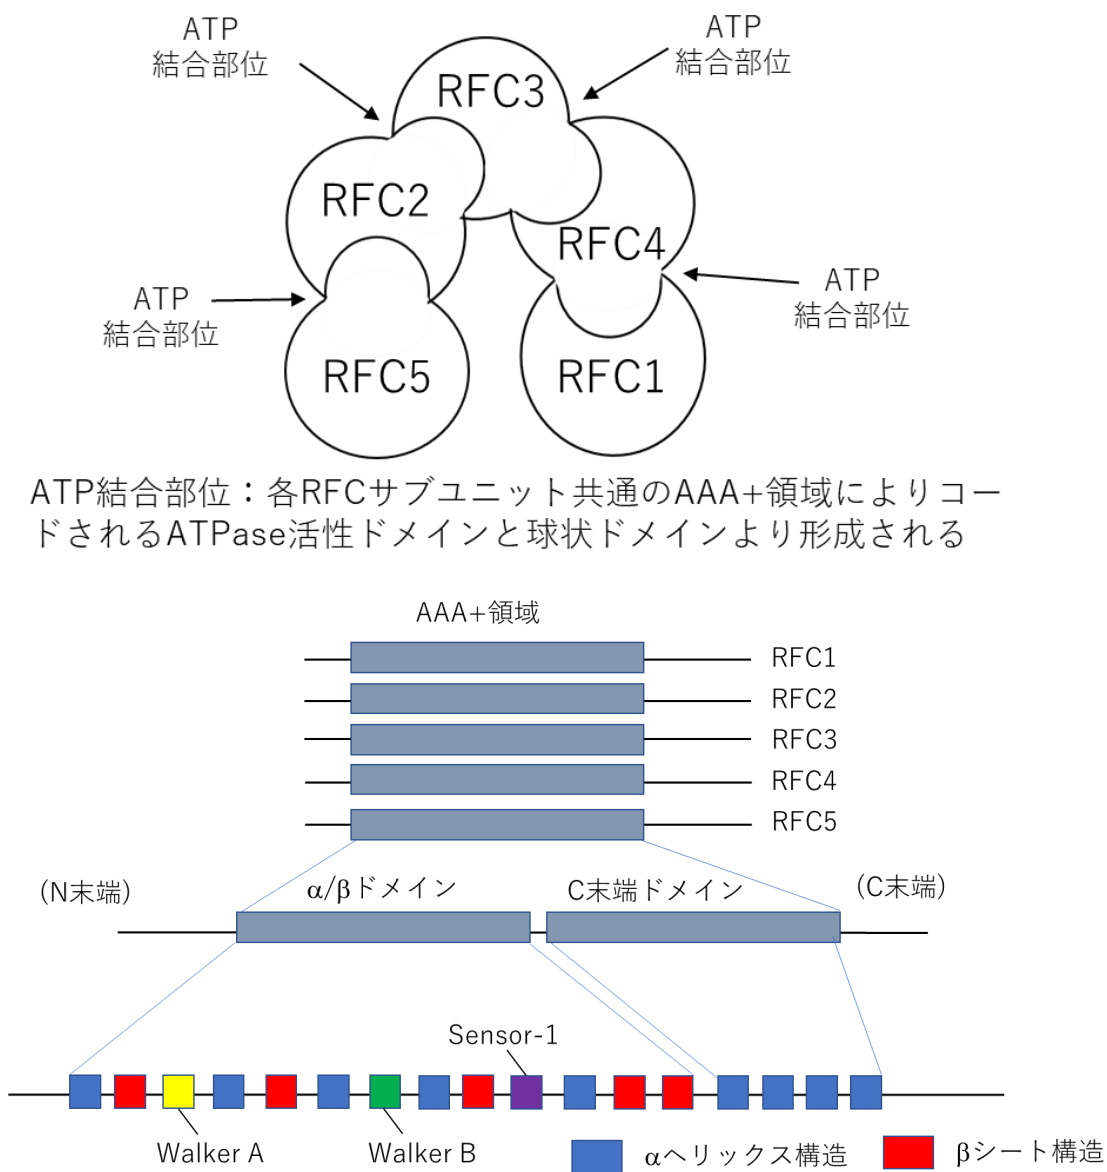 ATP
結合部位
ATP
結合部位
RFC3
RFC2
RFC4
ATP
結合部位
ATP
結合部位
RFC5
RFC1
ATP結合部位：各RFCサブユニット共通のAAA+領域によりコー
ドされるATPase活性ドメインと球状ドメインより形成される
AAA+領域
RFC1
RFC2
RFC3
RFC4
RFC5
(N末端)
α/βドメイン
C末端ドメイン
(C末端)
Sensor-1
Walker A
Walker B
αヘリックス構造
βシート構造